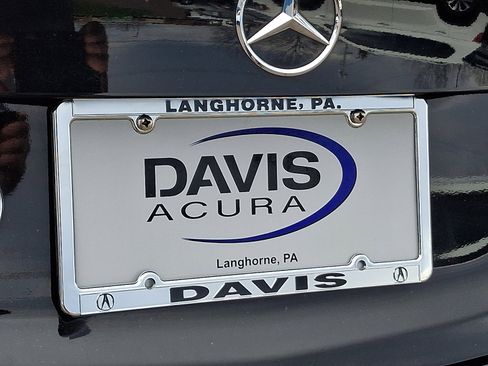 LANGHORNE, PA.
DAVIS
ACURA
Langhorne, PA
DAVIS